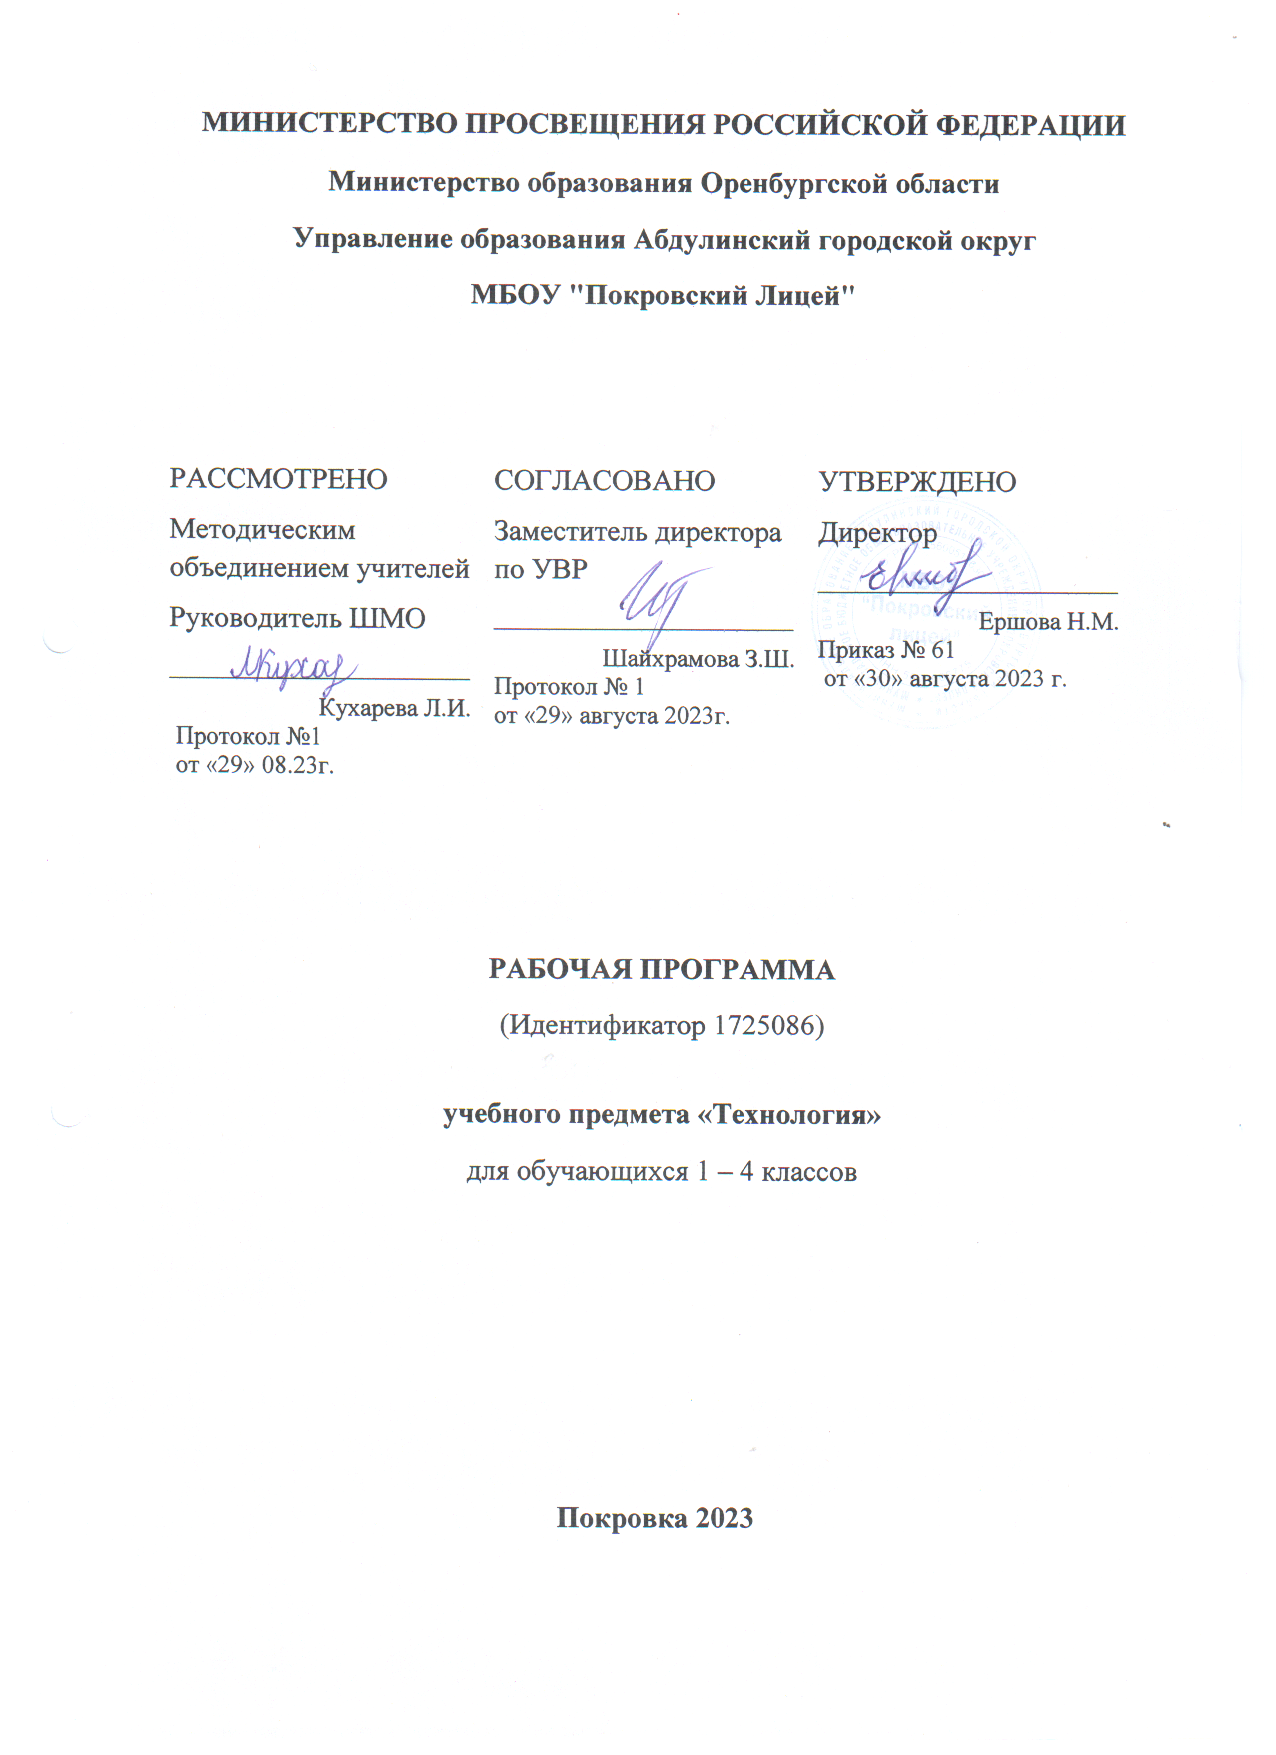 МИНИСТЕРСТВО ПРОСВЕЩЕНИЯ РОССИЙСКОЙ ФЕДЕРАЦИИ
Министерство образования Оренбургской области
Управление образования Абдулинский городской округ
МБОУ "Покровский Лицей"
РАССМОТРЕНО
Методическим
объединением учителей
Руководитель ШМО
Кухарева Л.И.
Протокол №1
от «29» 08.23г.
СОГЛАСОВАНО
Заместитель директора
по УВР
Шайхрамова З.Ш.
Протокол № 1
от «29» августа 2023г.
УТВЕРЖДЕНО
Директор
"Покровский
лицей"
Ершова Н.М.
Приказ № 61
от «30» августа 2023 г.
РАБОЧАЯ ПРОГРАММА
(Идентификатор 1725086)
учебного предмета «Технология»
для обучающихся 1 – 4 классов
Покровка 2023